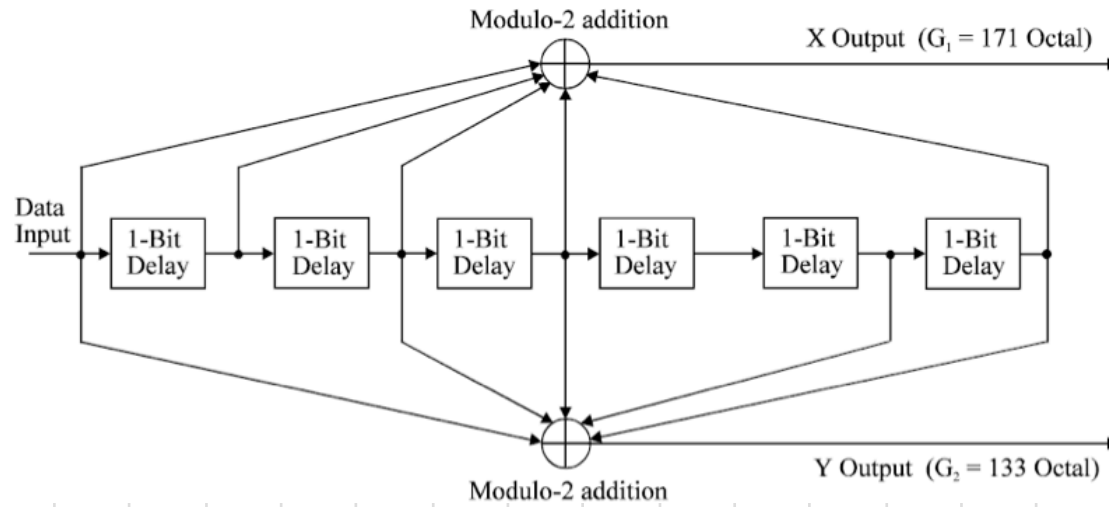 Modulo-2 addition
X Output (G₁ = 171 Octal)
Data
Input
1-Bit
Delay
1-Bit
Delay
1-Bit
Delay
1-Bit
Delay
1-Bit
Delay
1-Bit
Delay
Y Output (G₂ = 133 Octal)
Modulo-2 addition